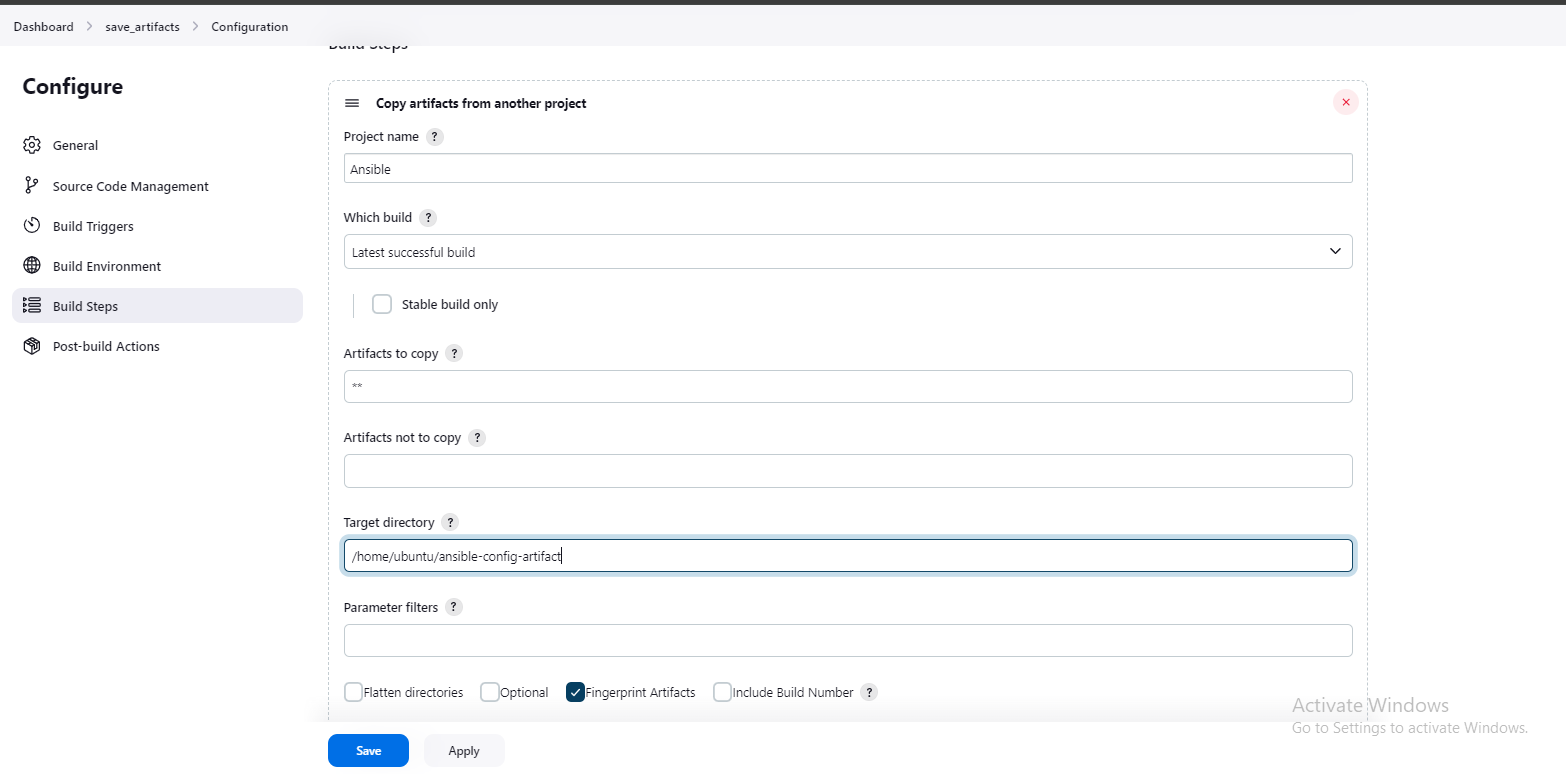 Dashboard > save_artifacts > Configuration
Build Steps
Configure
General
Source Code Management
Build Triggers
Build Environment
Build Steps
Post-build Actions
Copy artifacts from another project
Project name ?
Ansible
Which build ?
Latest successful build
Stable build only
Artifacts to copy ?
**
Artifacts not to copy ?
Target directory ?
/home/ubuntu/ansible-config-artifact
Parameter filters ?
Flatten directories Optional Fingerprint Artifacts Include Build Number ?
Save Apply
Activate Windows
Go to Settings to activate Windows.